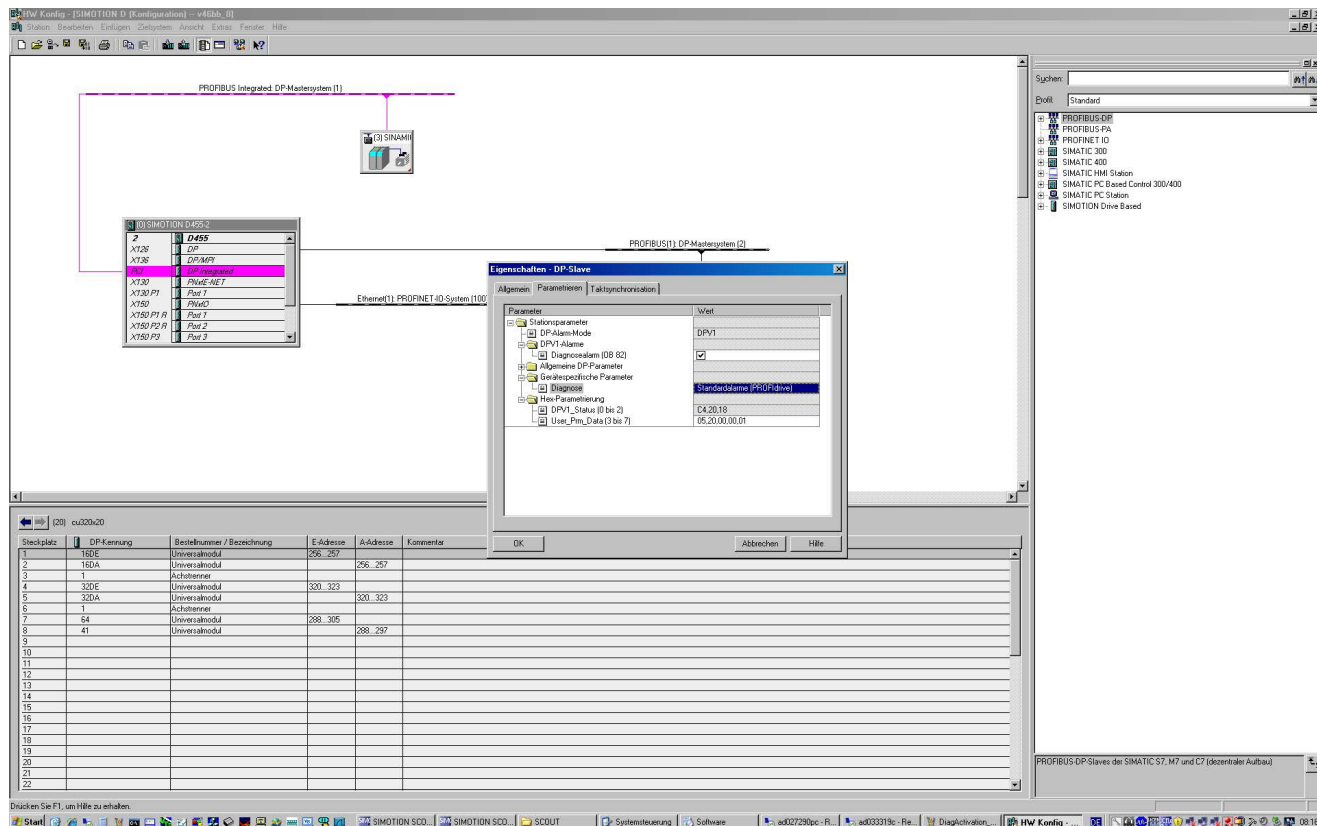 HW Konfig - [SIMOTION D (Konfiguration) -- v46bb_8]
Station Bearbeiten Einfügen Zielsystem Ansicht Extras Fenster Hilfe
PROFIBUS Integrated: DP-Mastersystem (1)
(3) SINAMI
(0) SIMOTION D455-2
2 D455
X126 DP
X136 DP/MPI
PCI DP Integrated
X130 PNxIE-NET
X130 P1 Port 1
X150 PNxIO
X150 P1 R Port 1
X150 P2 R Port 2
X150 P3 Port 3
PROFIBUS(1): DP-Mastersystem (2)
Ethernet(1): PROFINET-IO-System (100)
Eigenschaften - DP-Slave
Allgemein Parametrieren Taktsynchronisation
Parameter Wert
Stationsparameter
DP-Alarm-Mode DPV1
DPV1-Alarme
Diagnosealarm (OB 82)
Allgemeine DP-Parameter
Gerätespezifische Parameter
Diagnose Standardalarme (PROFIdrive)
Hex-Parametrierung
DPV1_Status (0 bis 2) C4,20,18
User_Prm_Data (3 bis 7) 05,20,00,00,01
OK Abbrechen Hilfe
Suchen:
Profil: Standard
PROFIBUS-DP
PROFIBUS-PA
PROFINET IO
SIMATIC 300
SIMATIC 400
SIMATIC HMI Station
SIMATIC PC Based Control 300/400
SIMATIC PC Station
SIMOTION Drive Based
PROFIBUS-DP-Slaves der SIMATIC S7, M7 und C7 (dezentraler Aufbau)
(20) cu320x20
Steckplatz DP-Kennung Bestellnummer / Bezeichnung E-Adresse A-Adresse Kommentar
1 16DE Universalmodul 256...257
2 16DA Universalmodul 256...257
3 1 Achstrenner
4 32DE Universalmodul 320...323
5 32DA Universalmodul 320...323
6 1 Achstrenner
7 64 Universalmodul 288...305
8 41 Universalmodul 288...297
9
10
11
12
13
14
15
16
17
18
19
20
21
22
Drücken Sie F1, um Hilfe zu erhalten.
Start SIMOTION SCO... SIMOTION SCO... SCOUT Systemsteuerung Software ad027290pc - R... ad033319c - Re... DiagActivation_... HW Konfig - ... DE 08:16